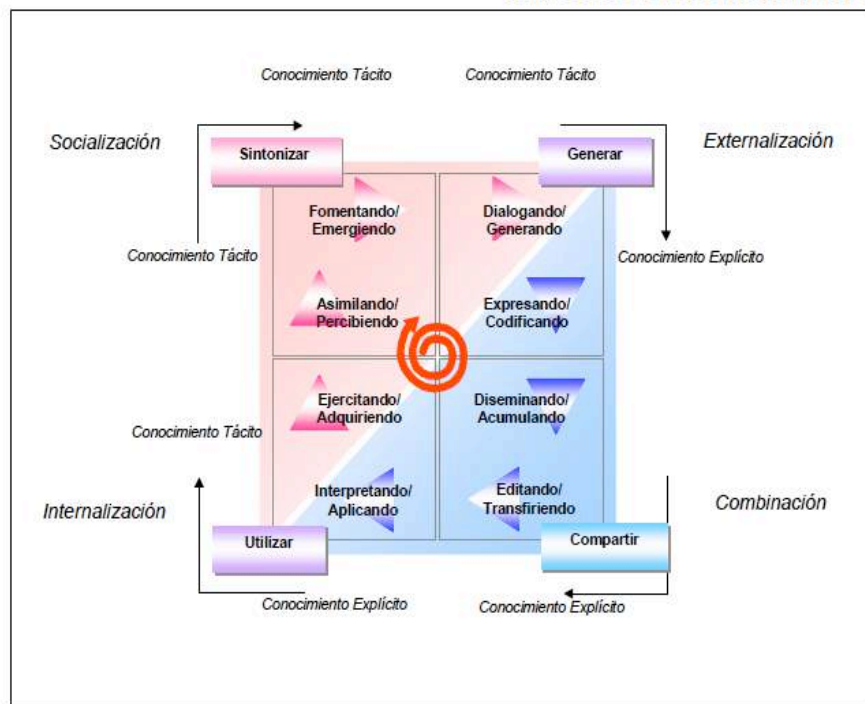 Conocimiento Tácito
Conocimiento Tácito
Socialización
Externalización
Sintonizar
Generar
Fomentando/
Emergiendo
Dialogando/
Generando
Conocimiento Tácito
Conocimiento Explícito
Asimilando/
Percibiendo
Expresando/
Codificando
Ejercitando/
Adquiriendo
Diseminando/
Acumulando
Conocimiento Tácito
Internalización
Combinación
Interpretando/
Aplicando
Editando/
Transfiriendo
Utilizar
Compartir
Conocimiento Explícito
Conocimiento Explícito